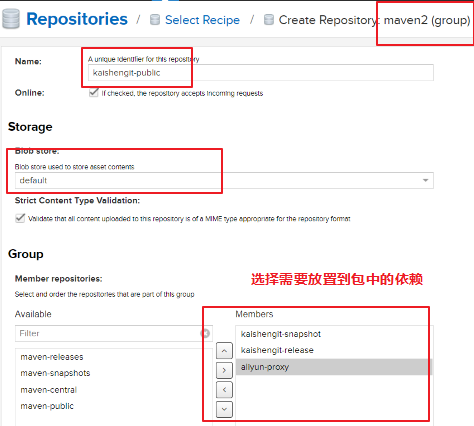 Repositories / Select Recipe / Create Repository: maven2 (group)
Name: A unique identifier for this repository
kaishengit-public
Online: If checked, the repository accepts incoming requests
Storage
Blob store:
Blob store used to store asset contents
default
Strict Content Type Validation:
Validate that all content uploaded to this repository is of a MIME type appropriate for the repository format
Group
Member repositories:
选择需要放置到包中的依赖
Select and order the repositories that are part of this group
Available
Members
Filter
kaishengit-snapshot
kaishengit-release
maven-releases
aliyun-proxy
maven-snapshots
maven-central
maven-public